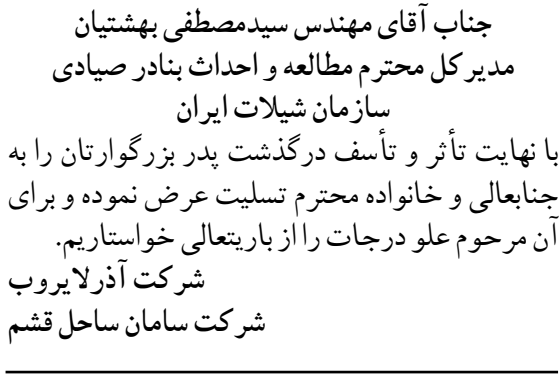 جناب آقای مهندس سیدمصطفی بهشتیان
مدیرکل محترم مطالعه و احداث بنادر صیادی
سازمان شیلات ایران
با نهایت تأثر و تأسف درگذشت پدر بزرگوارتان را به
جنابعالی و خانواده محترم تسلیت عرض نموده و برای
آن مرحوم علو درجات را از باریتعالی خواستاریم.
شرکت آذرلایروب
شرکت سامان ساحل قشم